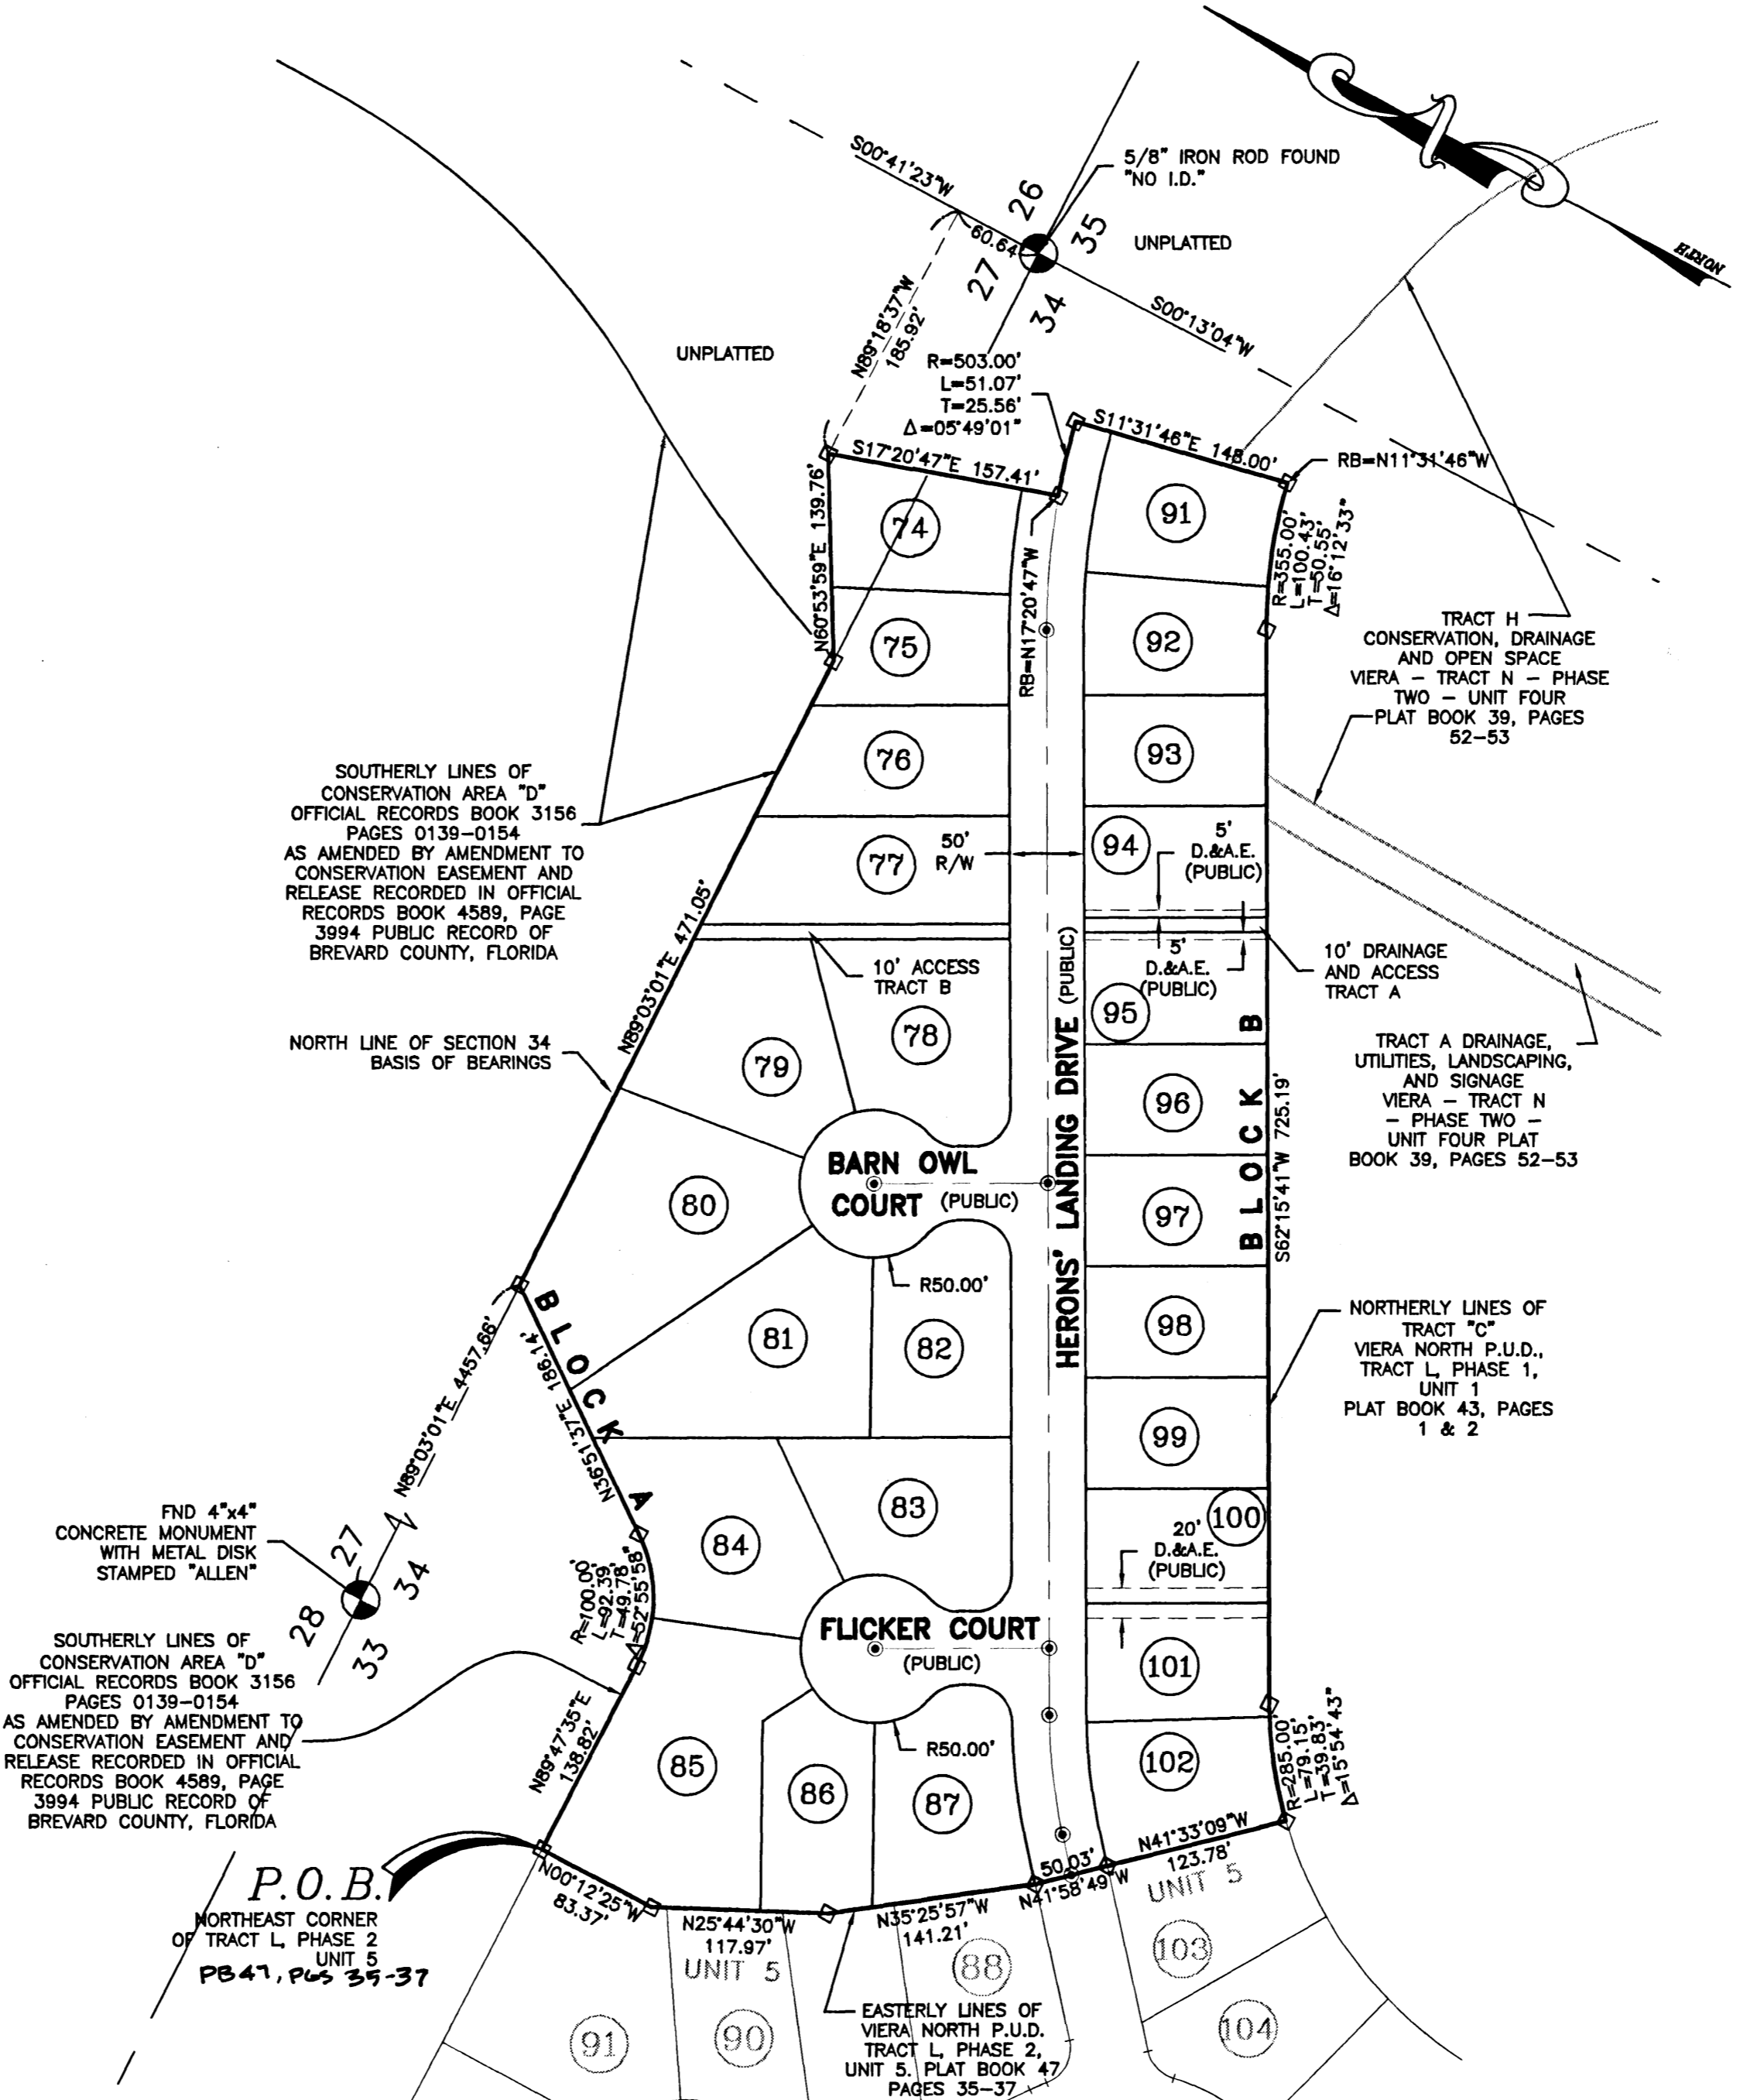 S00°41'23"W
5/8" IRON ROD FOUND
"NO I.D."
26
35
27
34
60.64'
UNPLATTED
H.DION
S00°13'04"W
N89°18'37"W
185.92'
UNPLATTED
R=503.00'
L=51.07'
T=25.56'
Δ=05°49'01"
S11°31'46"E 148.00'
RB=N11°31'46"W
S17°20'47"E 157.41'
N60°53'59"E 139.76'
RB=N17°20'47"W
R=355.00'
L=100.43'
T=50.55'
Δ=16°12'33"
74
91
75
92
76
93
77
50'
R/W
94
5'
D.&A.E.
(PUBLIC)
TRACT H
CONSERVATION, DRAINAGE
AND OPEN SPACE
VIERA - TRACT N - PHASE
TWO - UNIT FOUR
PLAT BOOK 39, PAGES
52-53
SOUTHERLY LINES OF
CONSERVATION AREA "D"
OFFICIAL RECORDS BOOK 3156
PAGES 0139-0154
AS AMENDED BY AMENDMENT TO
CONSERVATION EASEMENT AND
RELEASE RECORDED IN OFFICIAL
RECORDS BOOK 4589, PAGE
3994 PUBLIC RECORD OF
BREVARD COUNTY, FLORIDA
N89°03'01"E 471.05'
10' ACCESS
TRACT B
5'
D.&A.E.
(PUBLIC)
10' DRAINAGE
AND ACCESS
TRACT A
NORTH LINE OF SECTION 34
BASIS OF BEARINGS
78
79
95
TRACT A DRAINAGE,
UTILITIES, LANDSCAPING,
AND SIGNAGE
VIERA - TRACT N
- PHASE TWO -
UNIT FOUR PLAT
BOOK 39, PAGES 52-53
HERONS' LANDING DRIVE (PUBLIC)
BLOCK B
S62°15'41"W 725.19'
96
80
BARN OWL
COURT (PUBLIC)
97
R50.00'
98
81
82
99
NORTHERLY LINES OF
TRACT "C"
VIERA NORTH P.U.D.,
TRACT L, PHASE 1,
UNIT 1
PLAT BOOK 43, PAGES
1 & 2
BLOCK A
N36°51'37"E 186.14'
N89°03'01"E 4457.66'
FND 4"x4"
CONCRETE MONUMENT
WITH METAL DISK
STAMPED "ALLEN"
27
34
28
33
83
84
100
20'
D.&A.E.
(PUBLIC)
R=100.00'
L=92.39'
T=49.78'
Δ=52°55'58"
FLICKER COURT
(PUBLIC)
101
SOUTHERLY LINES OF
CONSERVATION AREA "D"
OFFICIAL RECORDS BOOK 3156
PAGES 0139-0154
AS AMENDED BY AMENDMENT TO
CONSERVATION EASEMENT AND
RELEASE RECORDED IN OFFICIAL
RECORDS BOOK 4589, PAGE
3994 PUBLIC RECORD OF
BREVARD COUNTY, FLORIDA
N89°47'35"E
138.82'
85
86
87
R50.00'
102
R=285.00'
L=79.15'
T=39.83'
Δ=15°54'43"
P.O.B.
NORTHEAST CORNER
OF TRACT L, PHASE 2
UNIT 5
PB47, PGS 35-37
N00°12'25"W
83.37'
N25°44'30"W
117.97'
UNIT 5
N35°25'57"W
141.21'
50.03'
N41°58'49"W
N41°33'09"W
123.78'
UNIT 5
88
103
91
90
104
EASTERLY LINES OF
VIERA NORTH P.U.D.
TRACT L, PHASE 2,
UNIT 5. PLAT BOOK 47
PAGES 35-37